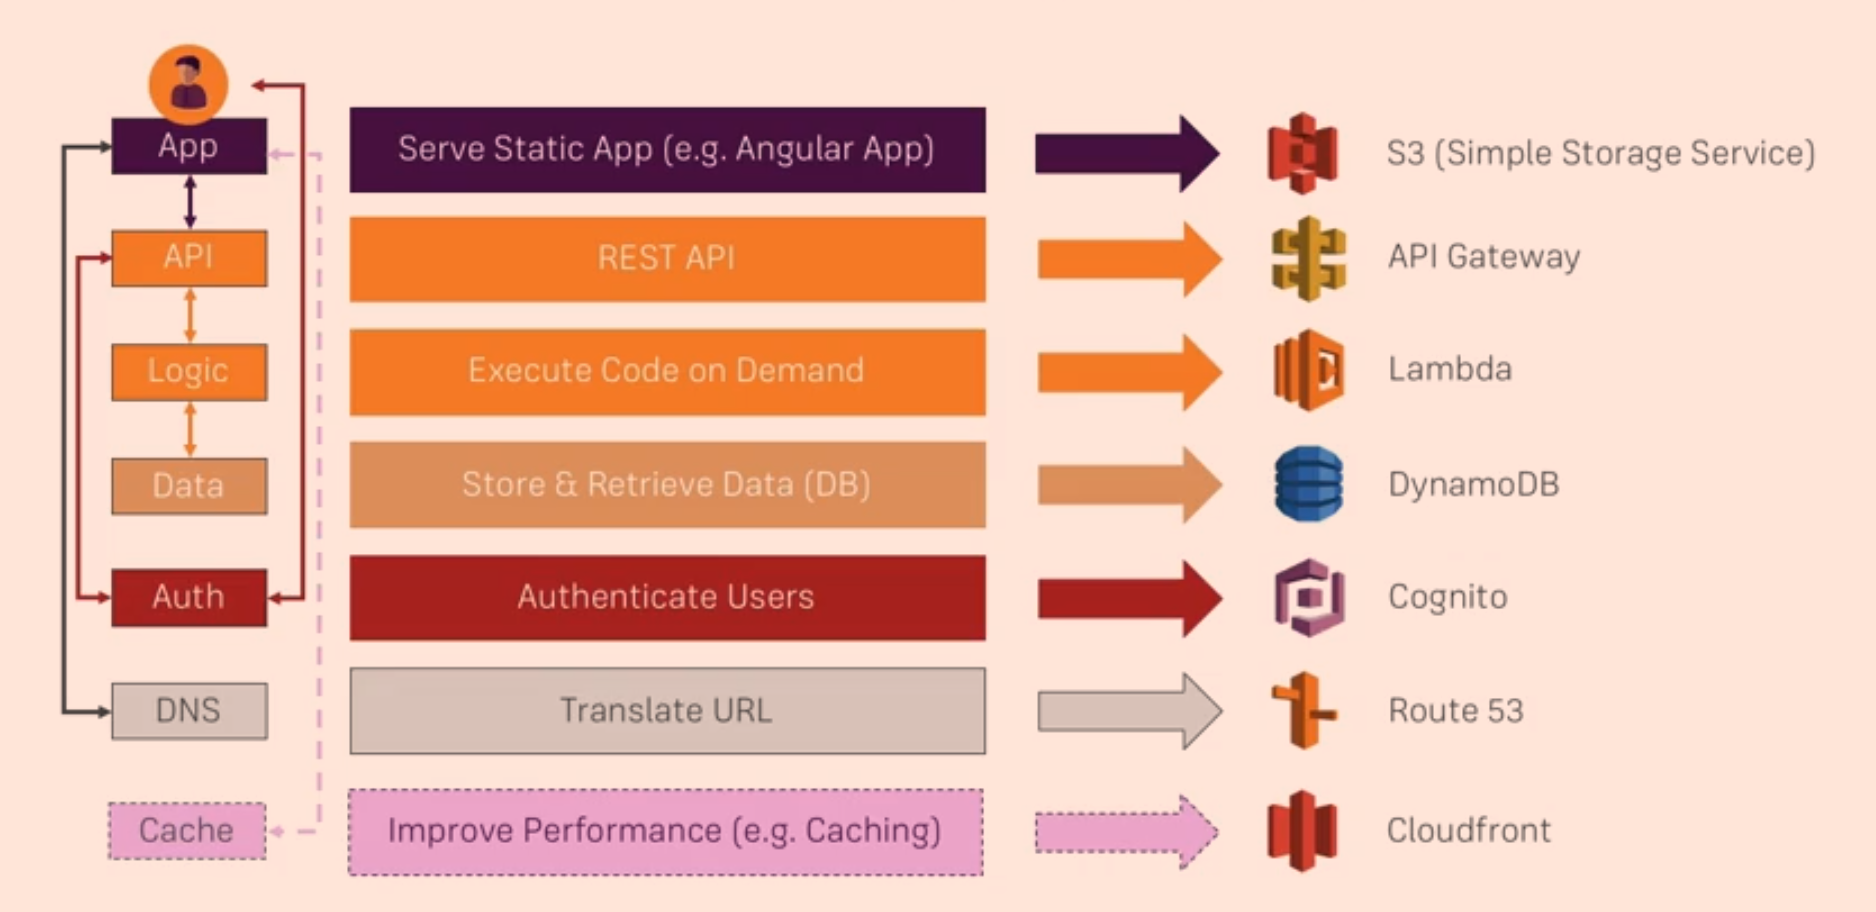 App
Serve Static App (e.g. Angular App)
S3 (Simple Storage Service)
API
REST API
API Gateway
Logic
Execute Code on Demand
Lambda
Data
Store & Retrieve Data (DB)
DynamoDB
Auth
Authenticate Users
Cognito
DNS
Translate URL
Route 53
Cache
Improve Performance (e.g. Caching)
Cloudfront